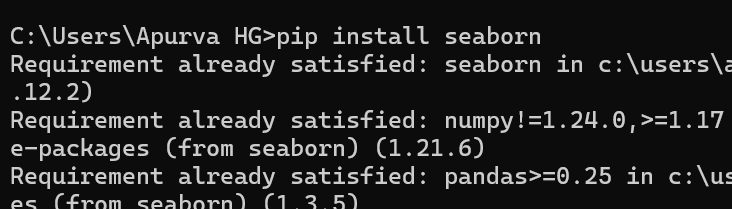 C:\Users\Apurva HG>pip install seaborn
Requirement already satisfied: seaborn in c:\users\a
.12.2)
Requirement already satisfied: numpy!=1.24.0,>=1.17
e-packages (from seaborn) (1.21.6)
Requirement already satisfied: pandas>=0.25 in c:\us
es (from seaborn) (1.3.5)